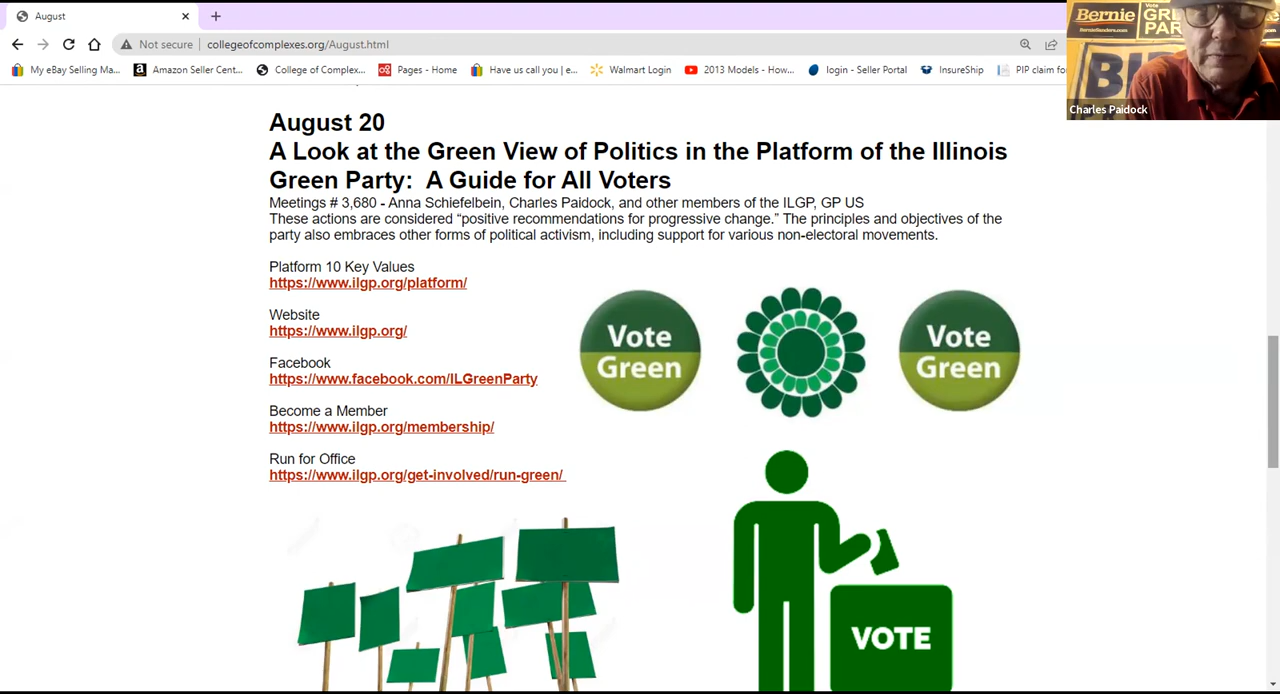 August
Not secure
collegeofcomplexes.org/August.html
My eBay Selling Ma...
Amazon Seller Cent...
College of Complex...
Pages - Home
Have us call you | e...
Walmart Login
2013 Models - How...
login - Seller Portal
InsureShip
PIP claim fo
Bernie
Vote
Charles Paidock
August 20
A Look at the Green View of Politics in the Platform of the Illinois
Green Party: A Guide for All Voters
Meetings # 3,680 - Anna Schiefelbein, Charles Paidock, and other members of the ILGP, GP US
These actions are considered “positive recommendations for progressive change.” The principles and objectives of the
party also embraces other forms of political activism, including support for various non-electoral movements.
Platform 10 Key Values
https://www.ilgp.org/platform/
Website
https://www.ilgp.org/
Facebook
https://www.facebook.com/ILGreenParty
Become a Member
https://www.ilgp.org/membership/
Run for Office
https://www.ilgp.org/get-involved/run-green/
Vote
Green
Vote
Green
VOTE